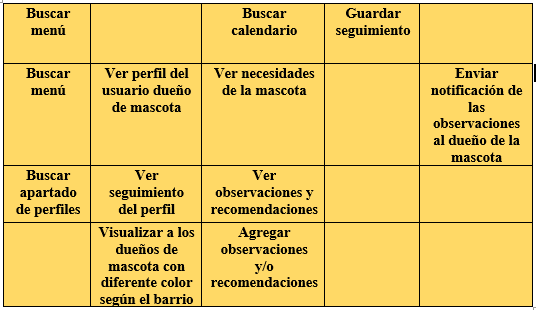 Buscar
menú
Buscar
calendario
Guardar
seguimiento
Buscar
menú
Ver perfil del
usuario dueño
de mascota
Ver necesidades
de la mascota
Enviar
notificación de
las
observaciones
al dueño de la
mascota
Buscar
apartado
de perfiles
Ver
seguimiento
del perfil
Ver
observaciones y
recomendaciones
Visualizar a los
dueños de
mascota con
diferente color
según el barrio
Agregar
observaciones
y/o
recomendaciones